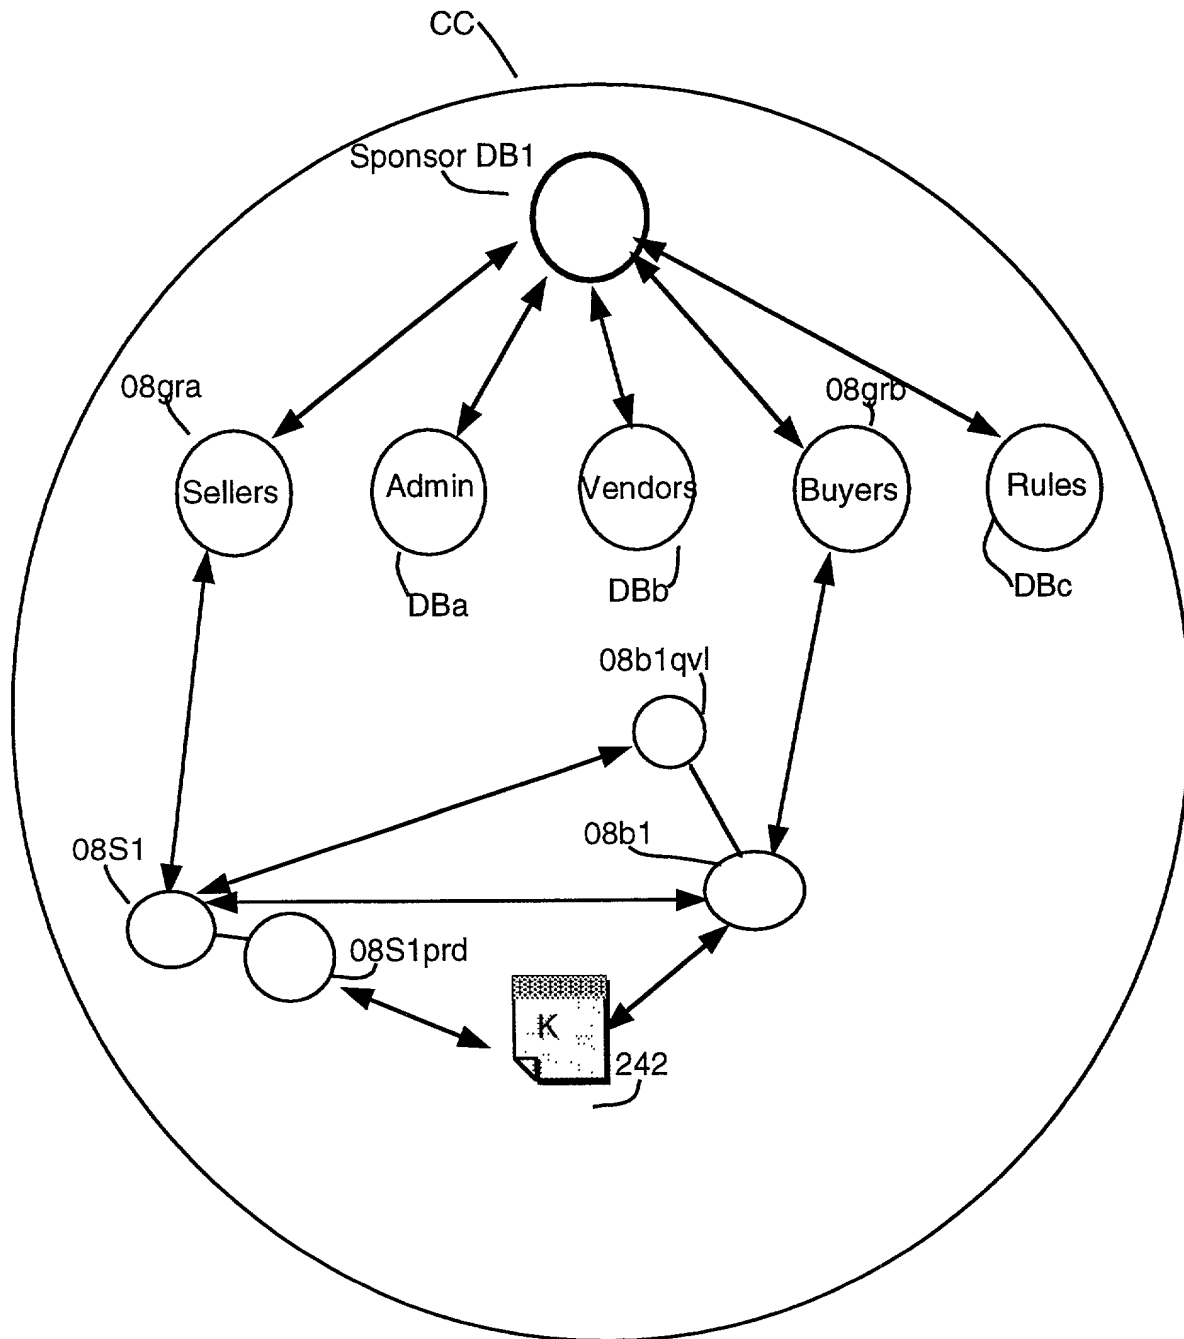 CC
Sponsor DB1
08gra
08grb
Sellers
Admin
Vendors
Buyers
Rules
DBa
DBb
DBc
08b1qvl
08b1
08S1
08S1prd
K
242